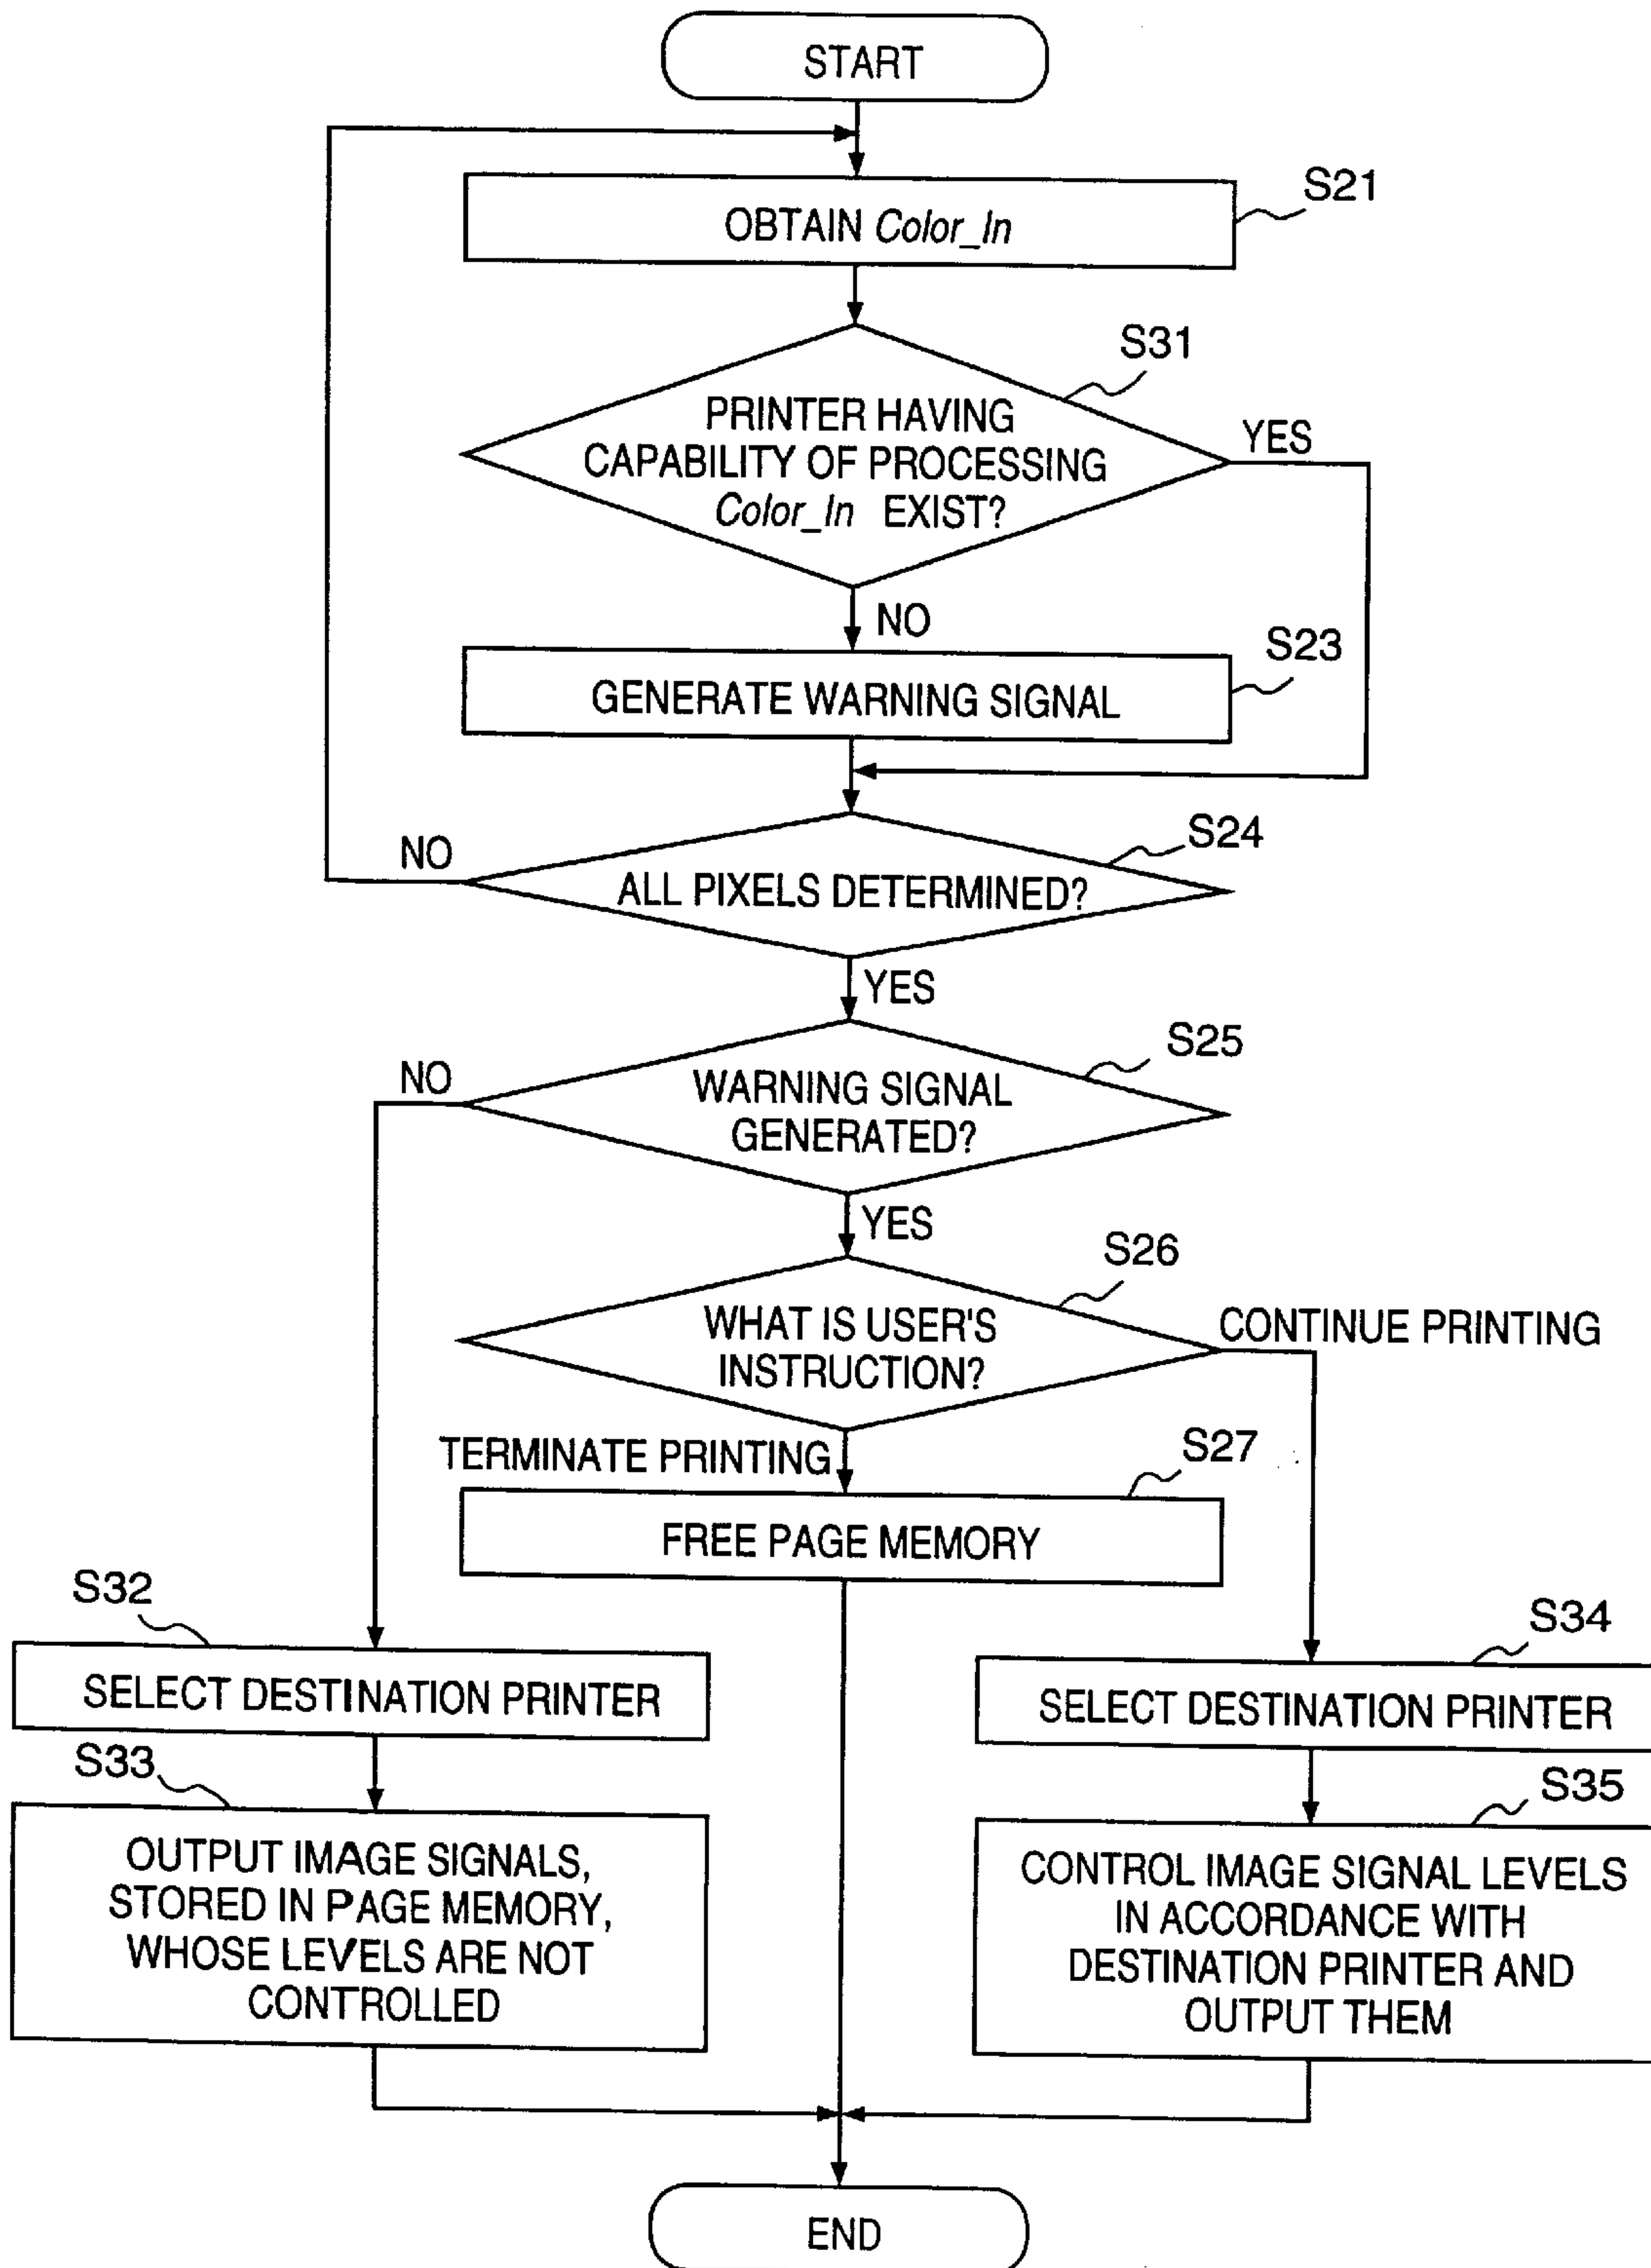 START
S21
OBTAIN Color_In
S31
PRINTER HAVING
CAPABILITY OF PROCESSING
Color_In EXIST?
YES
NO
S23
GENERATE WARNING SIGNAL
S24
NO
ALL PIXELS DETERMINED?
YES
S25
NO
WARNING SIGNAL
GENERATED?
YES
S26
WHAT IS USER'S
INSTRUCTION?
CONTINUE PRINTING
TERMINATE PRINTING
S27
FREE PAGE MEMORY
S32
SELECT DESTINATION PRINTER
S33
OUTPUT IMAGE SIGNALS,
STORED IN PAGE MEMORY,
WHOSE LEVELS ARE NOT
CONTROLLED
S34
SELECT DESTINATION PRINTER
S35
CONTROL IMAGE SIGNAL LEVELS
IN ACCORDANCE WITH
DESTINATION PRINTER AND
OUTPUT THEM
END